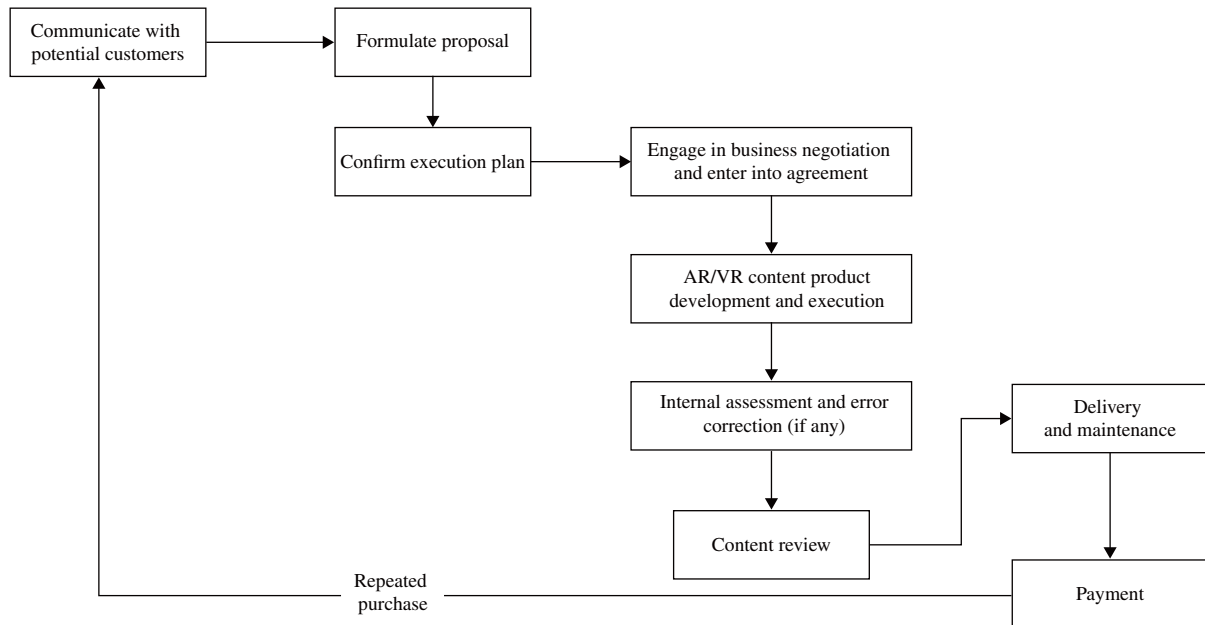 Communicate with
potential customers
Formulate proposal
Confirm execution plan
Engage in business negotiation
and enter into agreement
AR/VR content product
development and execution
Internal assessment and error
correction (if any)
Delivery
and maintenance
Content review
Repeated
purchase
Payment